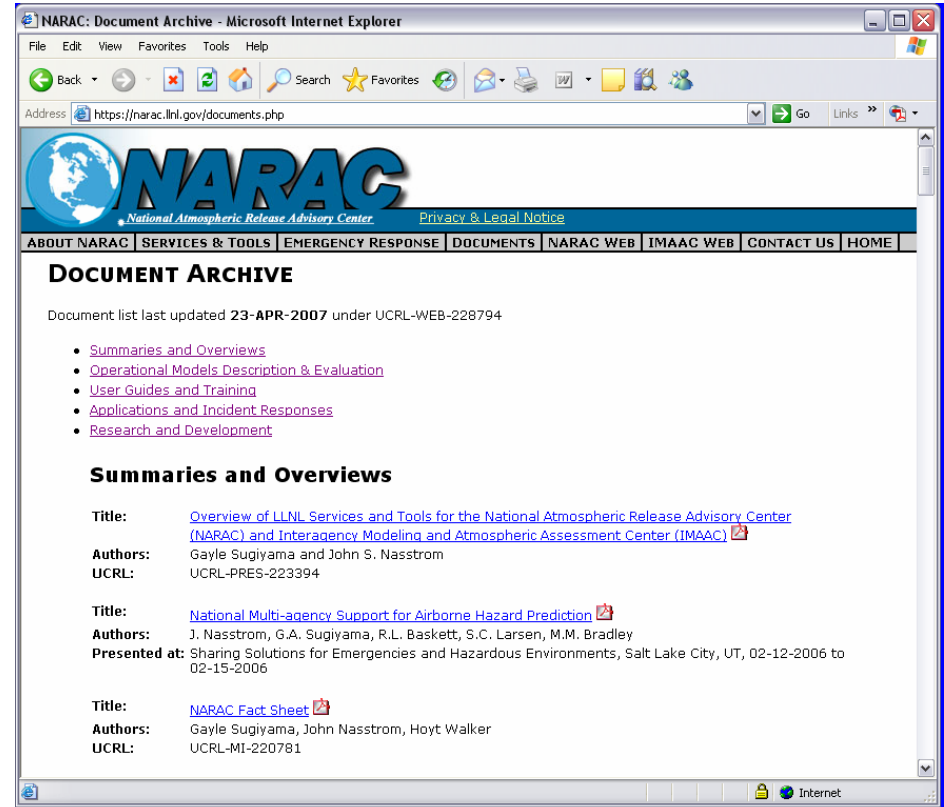 NARAC: Document Archive - Microsoft Internet Explorer
File Edit View Favorites Tools Help
Back Search Favorites
Address https://narac.llnl.gov/documents.php Go Links »
NARAC
National Atmospheric Release Advisory Center Privacy & Legal Notice
ABOUT NARAC SERVICES & TOOLS EMERGENCY RESPONSE DOCUMENTS NARAC WEB IMAAC WEB CONTACT US HOME
DOCUMENT ARCHIVE
Document list last updated 23-APR-2007 under UCRL-WEB-228794
• Summaries and Overviews
• Operational Models Description & Evaluation
• User Guides and Training
• Applications and Incident Responses
• Research and Development
Summaries and Overviews
Title: Overview of LLNL Services and Tools for the National Atmospheric Release Advisory Center
(NARAC) and Interagency Modeling and Atmospheric Assessment Center (IMAAC)
Authors: Gayle Sugiyama and John S. Nasstrom
UCRL: UCRL-PRES-223394
Title: National Multi-agency Support for Airborne Hazard Prediction
Authors: J. Nasstrom, G.A. Sugiyama, R.L. Baskett, S.C. Larsen, M.M. Bradley
Presented at: Sharing Solutions for Emergencies and Hazardous Environments, Salt Lake City, UT, 02-12-2006 to
02-15-2006
Title: NARAC Fact Sheet
Authors: Gayle Sugiyama, John Nasstrom, Hoyt Walker
UCRL: UCRL-MI-220781
Internet